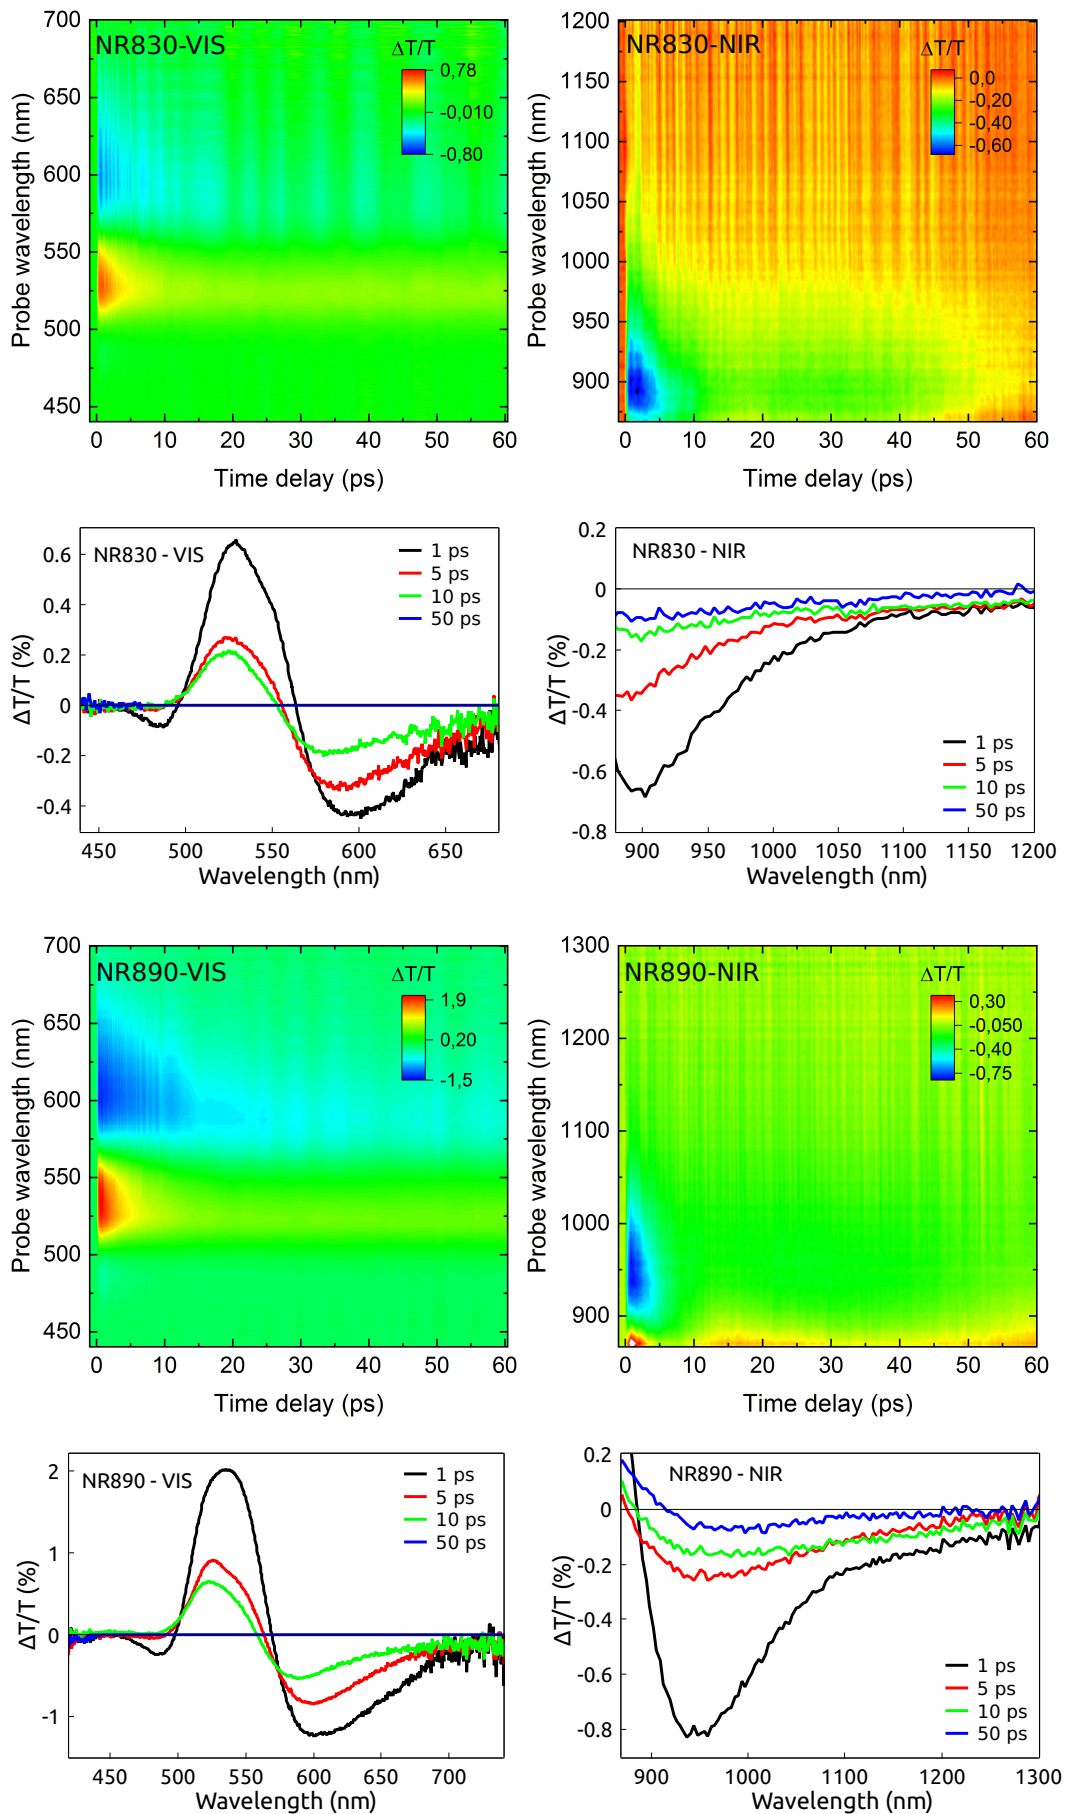 NR830-VIS
ΔT/T
0,78
-0,010
-0,80
700
650
600
550
500
450
Probe wavelength (nm)
0 10 20 30 40 50 60
Time delay (ps)
NR830-NIR
ΔT/T
0,0
-0,20
-0,40
-0,60
1200
1150
1100
1050
1000
950
900
Probe wavelength (nm)
0 10 20 30 40 50 60
Time delay (ps)
NR830 - VIS
1 ps
5 ps
10 ps
50 ps
0.6
0.4
0.2
0
-0.2
-0.4
ΔT/T (%)
450 500 550 600 650
Wavelength (nm)
NR830 - NIR
0.2
0
-0.2
-0.4
-0.6
-0.8
ΔT/T (%)
1 ps
5 ps
10 ps
50 ps
900 950 1000 1050 1100 1150 1200
Wavelength (nm)
NR890-VIS
ΔT/T
1,9
0,20
-1,5
700
650
600
550
500
450
Probe wavelength (nm)
0 10 20 30 40 50 60
Time delay (ps)
NR890-NIR
ΔT/T
0,30
-0,050
-0,40
-0,75
1300
1200
1100
1000
900
Probe wavelength (nm)
0 10 20 30 40 50 60
Time delay (ps)
NR890 - VIS
1 ps
5 ps
10 ps
50 ps
2
1
0
-1
ΔT/T (%)
450 500 550 600 650 700
Wavelength (nm)
NR890 - NIR
0.2
0
-0.2
-0.4
-0.6
-0.8
ΔT/T (%)
1 ps
5 ps
10 ps
50 ps
900 1000 1100 1200 1300
Wavelength (nm)